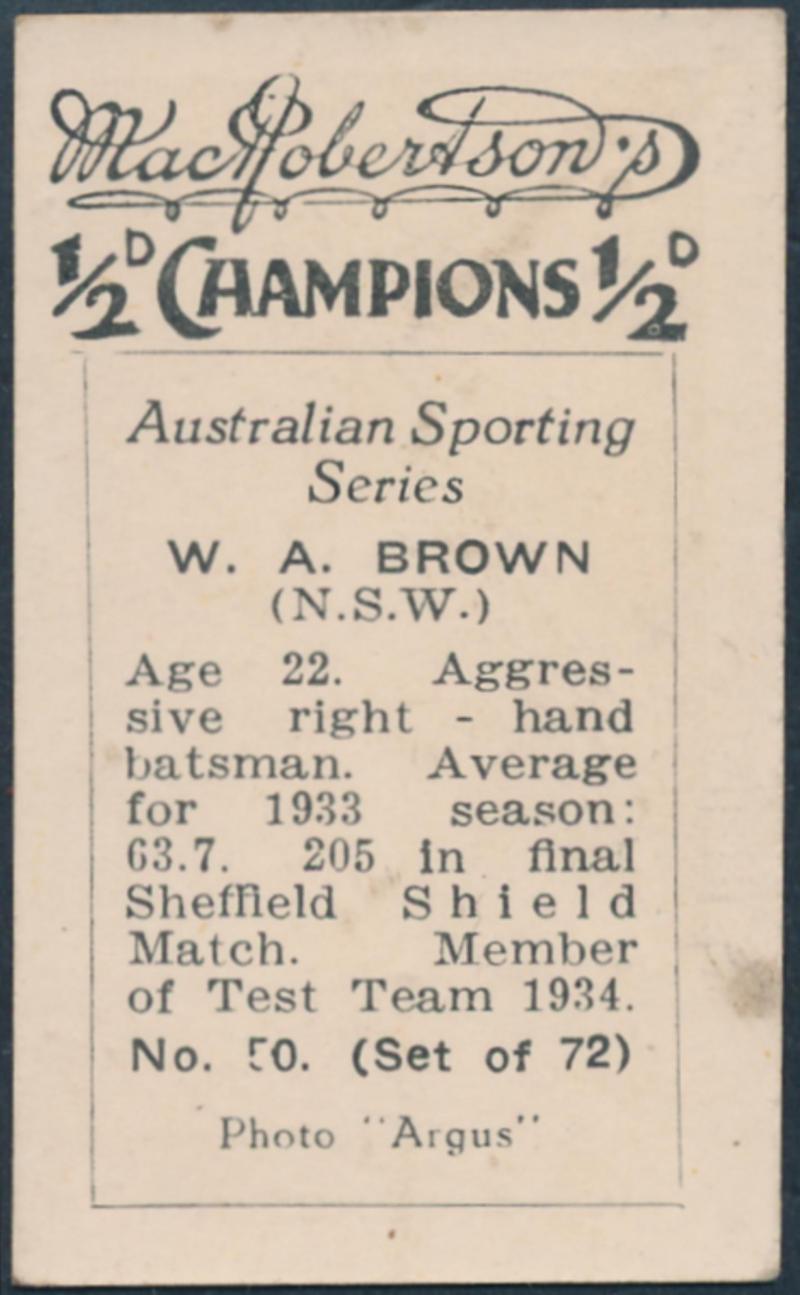 MacRobertson's
1/2D CHAMPIONS 1/2D
Australian Sporting
Series
W. A. BROWN
(N.S.W.)
Age 22. Aggres-
sive right - hand
batsman. Average
for 1933 season:
63.7. 205 in final
Sheffield Shield
Match. Member
of Test Team 1934.
No. 50. (Set of 72)
Photo "Argus"